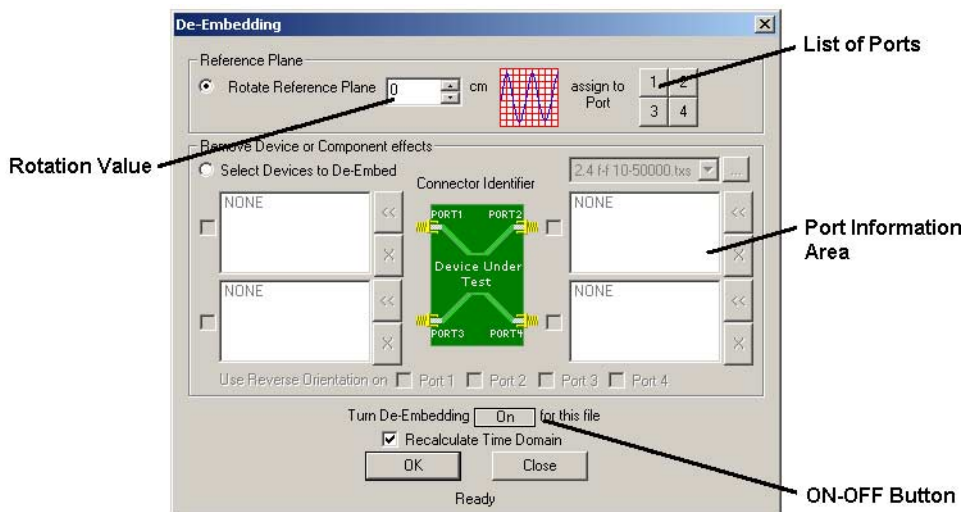 De-Embedding
List of Ports
Reference Plane
Rotate Reference Plane 0 cm assign to Port 1 2 3 4
Rotation Value
Remove Device or Component effects
Select Devices to De-Embed
2.4 f-f 10-50000.txs ...
Connector Identifier
NONE <<
X
PORT1 PORT2
NONE <<
X
Port Information Area
Device Under Test
NONE <<
X
PORT3 PORT4
NONE <<
X
Use Reverse Orientation on Port 1 Port 2 Port 3 Port 4
Turn De-Embedding On for this file
Recalculate Time Domain
OK Close
Ready
ON-OFF Button